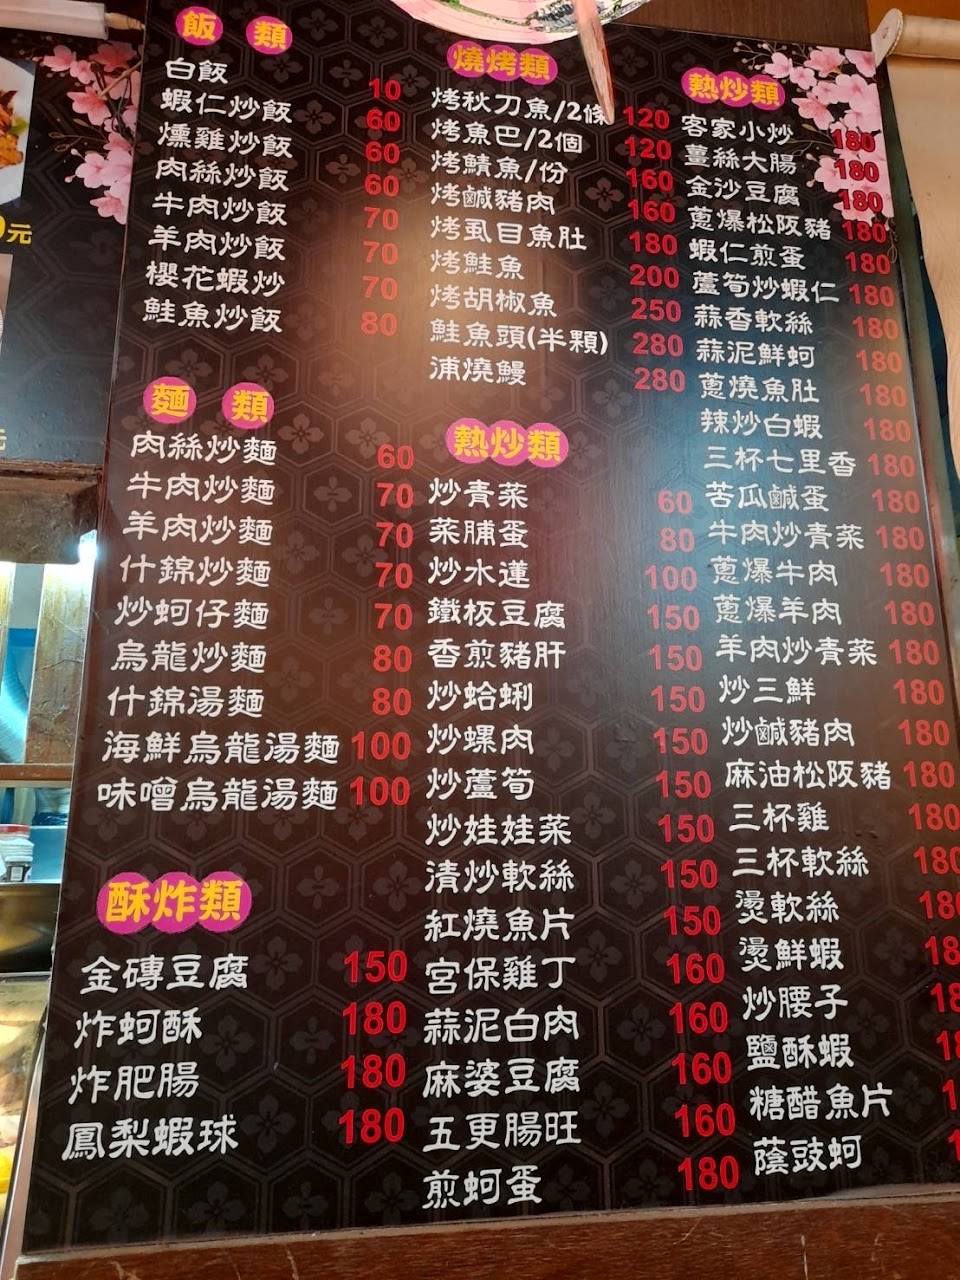 元
飯類
白飯 10
蝦仁炒飯 60
燻雞炒飯 60
肉絲炒飯 60
牛肉炒飯 70
羊肉炒飯 70
櫻花蝦炒 70
鮭魚炒飯 80
麵類
肉絲炒麵 60
牛肉炒麵 70
羊肉炒麵 70
什錦炒麵 70
炒蚵仔麵 70
烏龍炒麵 80
什錦湯麵 80
海鮮烏龍湯麵 100
味噌烏龍湯麵 100
酥炸類
金磚豆腐 150
炸蚵酥 180
炸肥腸 180
鳳梨蝦球 180
燒烤類
烤秋刀魚/2條 120
烤魚巴/2個 120
烤鯖魚/份 160
烤鹹豬肉 160
烤虱目魚肚 180
烤鮭魚 200
烤胡椒魚 250
鮭魚頭(半顆) 280
浦燒鰻 280
熱炒類
炒青菜 60
菜脯蛋 80
炒水蓮 100
鐵板豆腐 150
香煎豬肝 150
炒蛤蜊 150
炒螺肉 150
炒蘆筍 150
炒娃娃菜 150
清炒軟絲 150
紅燒魚片 150
宮保雞丁 160
蒜泥白肉 160
麻婆豆腐 160
五更腸旺 160
煎蚵蛋 180
熱炒類
客家小炒 180
薑絲大腸 180
金沙豆腐 180
蔥爆松阪豬 180
蝦仁煎蛋 180
蘆筍炒蝦仁 180
蒜香軟絲 180
蒜泥鮮蚵 180
蔥燒魚肚 180
辣炒白蝦 180
三杯七里香 180
苦瓜鹹蛋 180
牛肉炒青菜 180
蔥爆牛肉 180
蔥爆羊肉 180
羊肉炒青菜 180
炒三鮮 180
炒鹹豬肉 180
麻油松阪豬 180
三杯雞 180
三杯軟絲 180
燙軟絲 180
燙鮮蝦 18
炒腰子 18
鹽酥蝦 1
糖醋魚片 1
蔭豉蚵 1